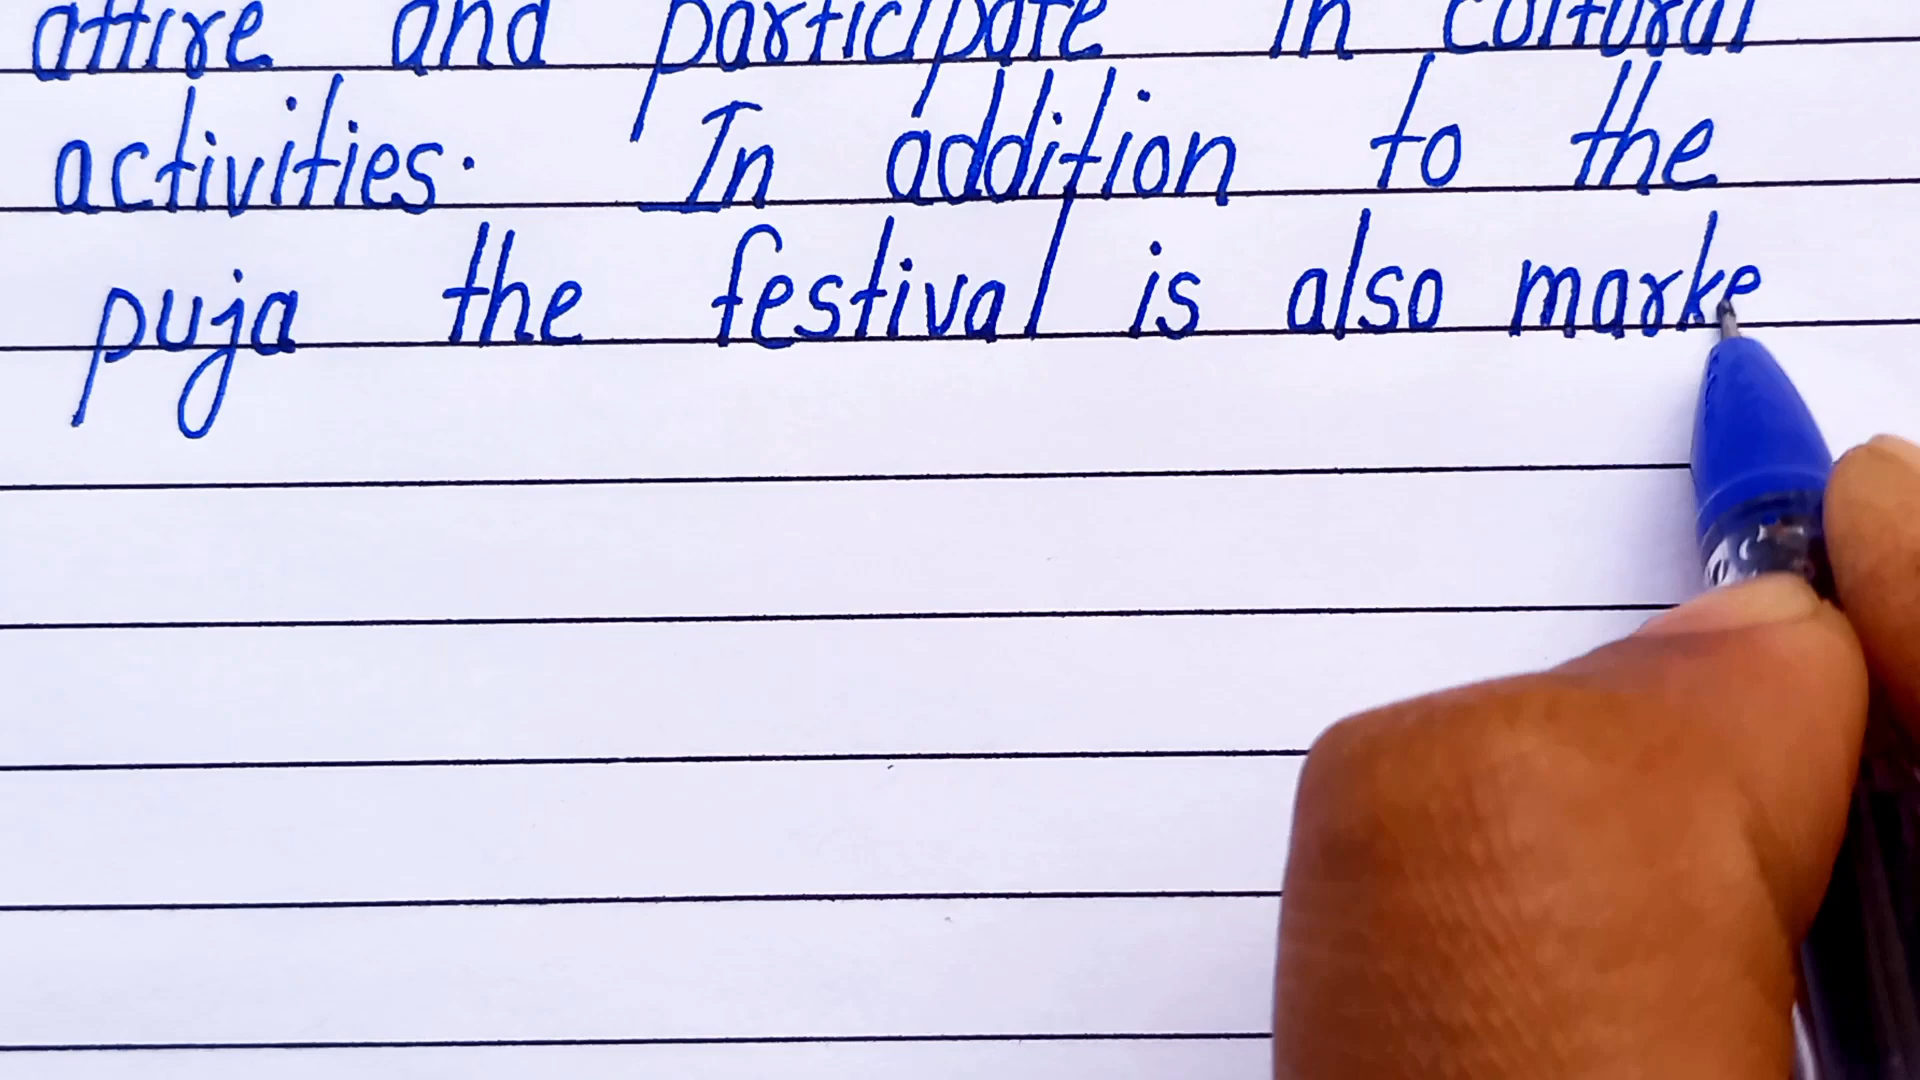 attire and participate in cultural
activities. In addition to the
puja the festival is also marke